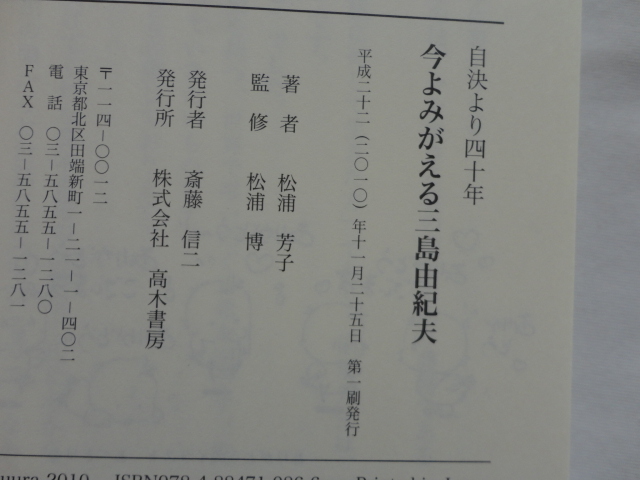 自決より四十年
今よみがえる三島由紀夫
平成二十二(二〇一〇)年十一月二十五日 第一刷発行
著者 松浦 芳子
監修 松浦 博
発行者 斎藤 信二
発行所 株式会社 高木書房
〒一一四-〇〇一二
東京都北区田端新町一-二一-一-四〇二
電話 〇三-五八五五-一二八〇
FAX 〇三-五八五五-一二八一
2010 ISBN978-4-88471-